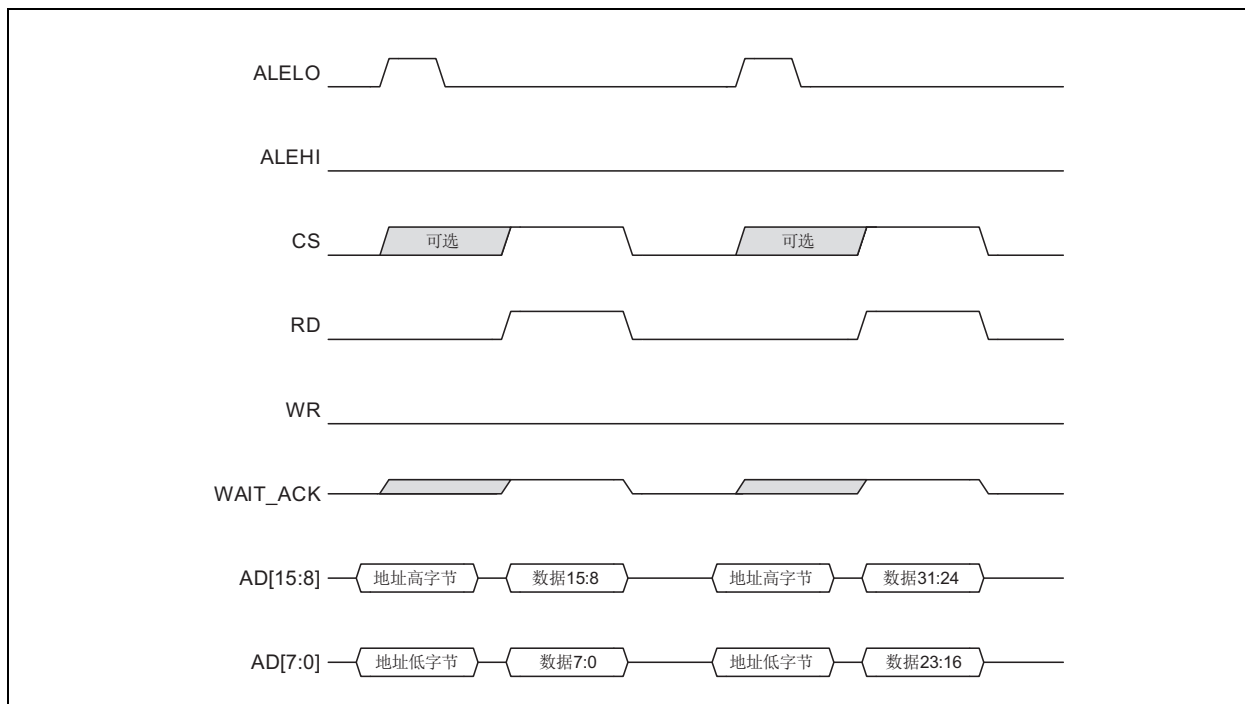 ALELO
ALEHI
CS 可选 可选
RD
WR
WAIT_ACK
AD[15:8] 地址高字节 数据15:8 地址高字节 数据31:24
AD[7:0] 地址低字节 数据7:0 地址低字节 数据23:16